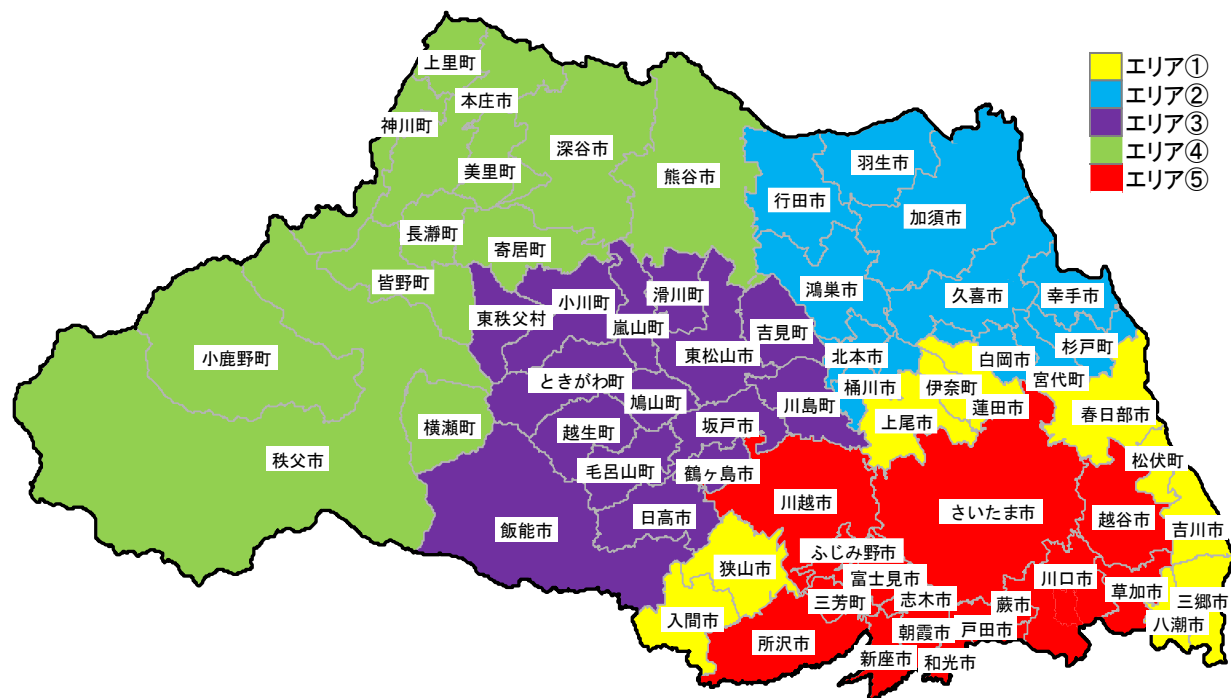 エリア①
エリア②
エリア③
エリア④
エリア⑤
上里町
本庄市
神川町
深谷市
美里町
熊谷市
羽生市
行田市
加須市
長瀞町
寄居町
皆野町
小川町
滑川町
鴻巣市
久喜市
幸手市
東秩父村
嵐山町
吉見町
小鹿野町
東松山市
北本市
白岡市
杉戸町
ときがわ町
桶川市
伊奈町
宮代町
鳩山町
川島町
蓮田市
春日部市
横瀬町
越生町
坂戸市
上尾市
秩父市
毛呂山町
鶴ヶ島市
松伏町
川越市
さいたま市
越谷市
吉川市
飯能市
日高市
ふじみ野市
狭山市
富士見市
川口市
三芳町
志木市
蕨市
草加市
三郷市
入間市
所沢市
朝霞市
戸田市
八潮市
新座市
和光市